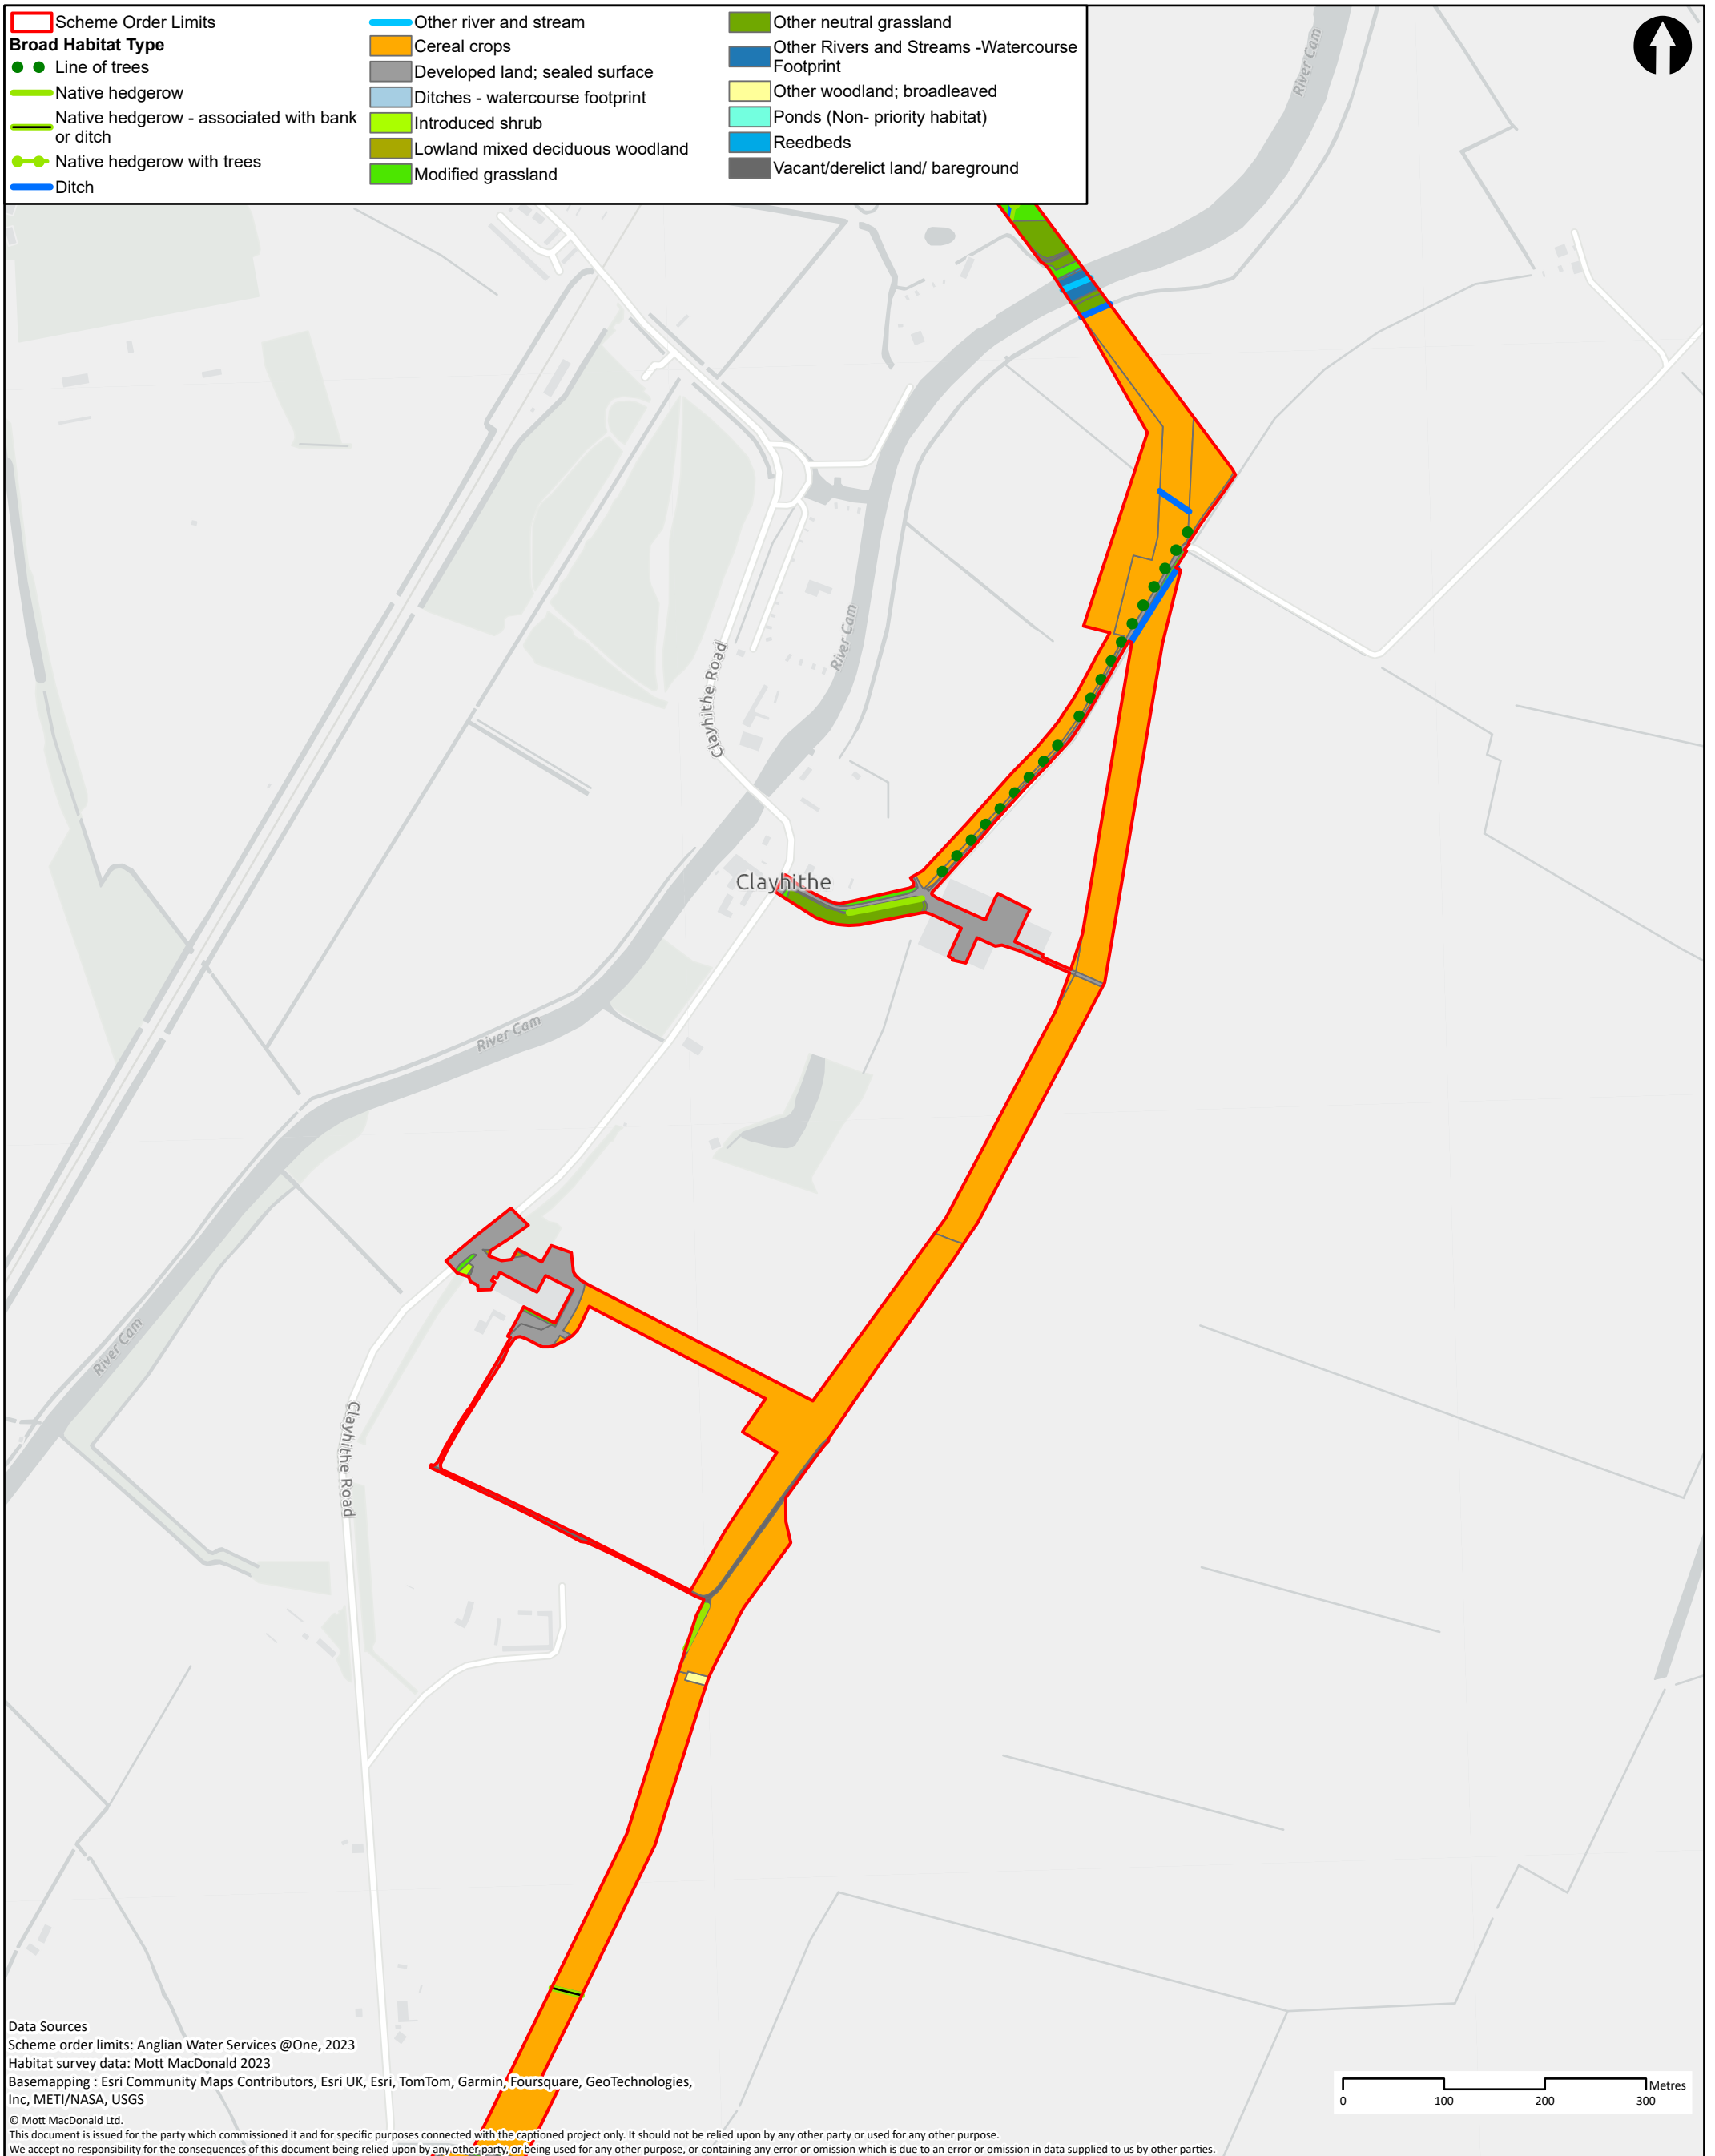 Scheme Order Limits
Broad Habitat Type
Line of trees
Native hedgerow
Native hedgerow - associated with bank
or ditch
Native hedgerow with trees
Ditch
Other river and stream
Cereal crops
Developed land; sealed surface
Ditches - watercourse footprint
Introduced shrub
Lowland mixed deciduous woodland
Modified grassland
Other neutral grassland
Other Rivers and Streams -Watercourse
Footprint
Other woodland; broadleaved
Ponds (Non- priority habitat)
Reedbeds
Vacant/derelict land/ bareground
River Cam
River Cam
Clayhithe Road
Clayhithe
River Cam
River Cam
Clayhithe Road
Data Sources
Scheme order limits: Anglian Water Services @One, 2023
Habitat survey data: Mott MacDonald 2023
Basemapping : Esri Community Maps Contributors, Esri UK, Esri, TomTom, Garmin, Foursquare, GeoTechnologies,
Inc, METI/NASA, USGS
© Mott MacDonald Ltd.
This document is issued for the party which commissioned it and for specific purposes connected with the captioned project only. It should not be relied upon by any other party or used for any other purpose.
We accept no responsibility for the consequences of this document being relied upon by any other party, or being used for any other purpose, or containing any error or omission which is due to an error or omission in data supplied to us by other parties.
Metres
0 100 200 300